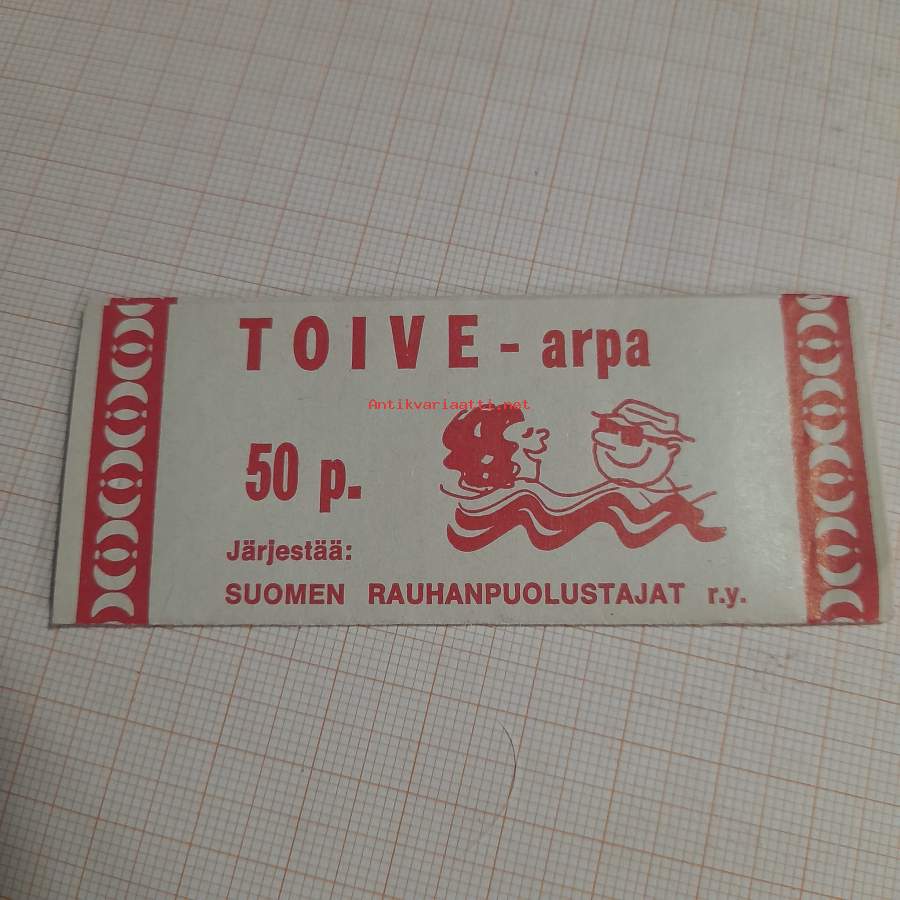 TOIVE - arpa
Antikvariaatti.net
50 p.
Järjestää:
SUOMEN RAUHANPUOLUSTAJAT r.y.